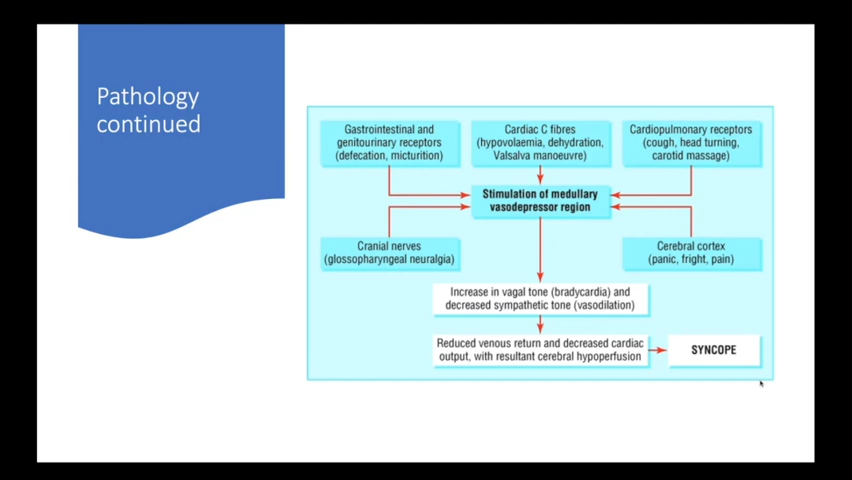 Pathology
continued
Gastrointestinal and
genitourinary receptors
(defecation, micturition)
Cardiac C fibres
(hypovolaemia, dehydration,
Valsalva manoeuvre)
Cardiopulmonary receptors
(cough, head turning,
carotid massage)
Stimulation of medullary
vasodepressor region
Cranial nerves
(glossopharyngeal neuralgia)
Cerebral cortex
(panic, fright, pain)
Increase in vagal tone (bradycardia) and
decreased sympathetic tone (vasodilation)
Reduced venous return and decreased cardiac
output, with resultant cerebral hypoperfusion
SYNCOPE